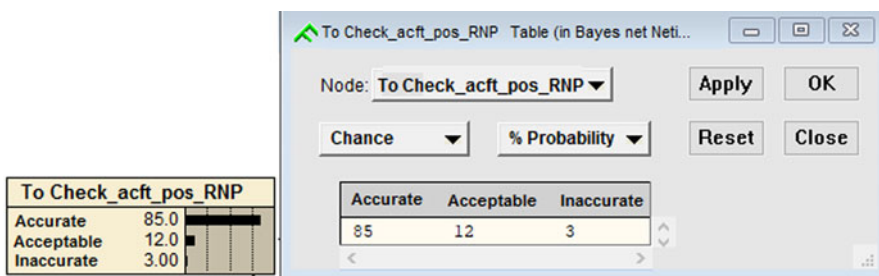 To Check_acft_pos_RNP Table (in Bayes net Neti...
Node: To Check_acft_pos_RNP Apply OK
Chance % Probability Reset Close
Accurate Acceptable Inaccurate
85 12 3
To Check_acft_pos_RNP
Accurate 85.0
Acceptable 12.0
Inaccurate 3.00